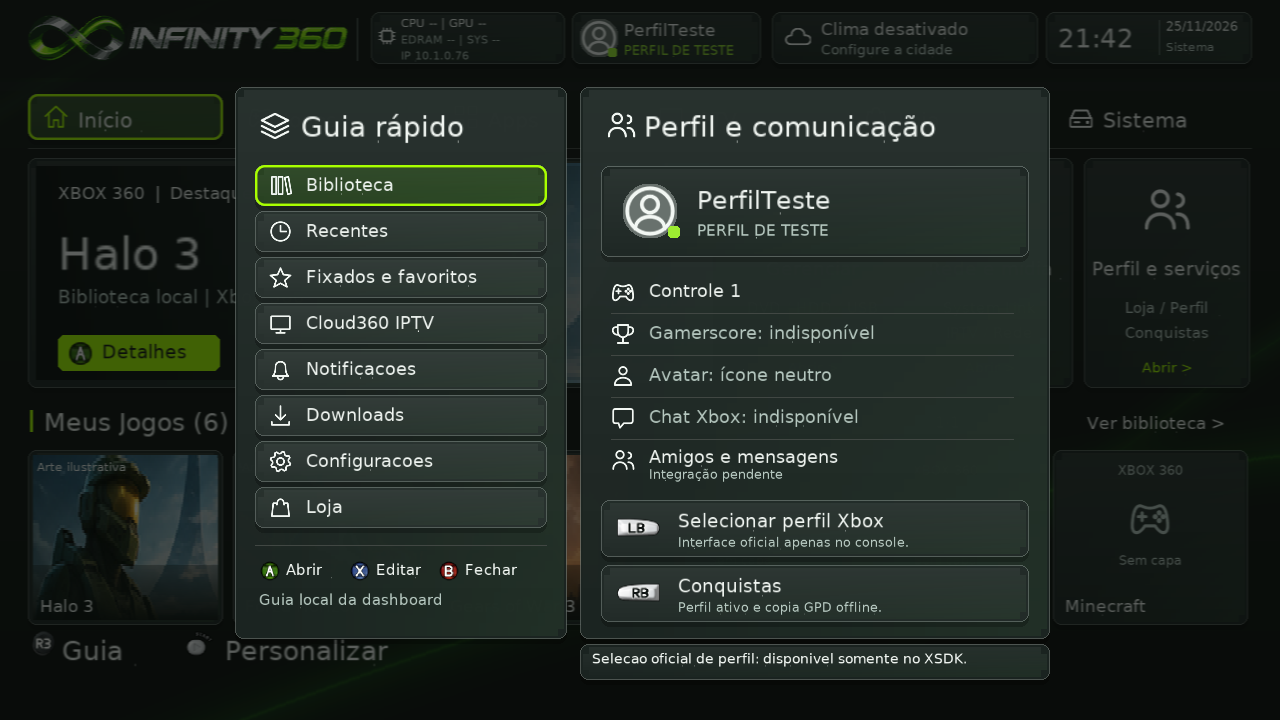 INFINITY 360
CPU -- | GPU --
EDRAM -- | SYS --
IP 10.1.0.76
PerfilTeste
PERFIL DE TESTE
Clima desativado
Configure a cidade
21:42
25/11/2026
Sistema
Início
Sistema
Guia rápido
Biblioteca
Recentes
Fixados e favoritos
Cloud360 IPTV
Notificacoes
Downloads
Configuracoes
Loja
A Abrir
X Editar
B Fechar
Guia local da dashboard
Perfil e comunicação
PerfilTeste
PERFIL DE TESTE
Controle 1
Gamerscore: indisponível
Avatar: ícone neutro
Chat Xbox: indisponível
Amigos e mensagens
Integração pendente
LB Selecionar perfil Xbox
Interface oficial apenas no console.
RB Conquistas
Perfil ativo e copia GPD offline.
Selecao oficial de perfil: disponivel somente no XSDK.
XBOX 360 | Destaqu
Halo 3
Biblioteca local | Xb
A Detalhes
Perfil e serviços
Loja / Perfil
Conquistas
Abrir >
Meus Jogos (6)
Ver biblioteca >
Arte ilustrativa
Halo 3
3
XBOX 360
Sem capa
Minecraft
R3 Guia
Personalizar